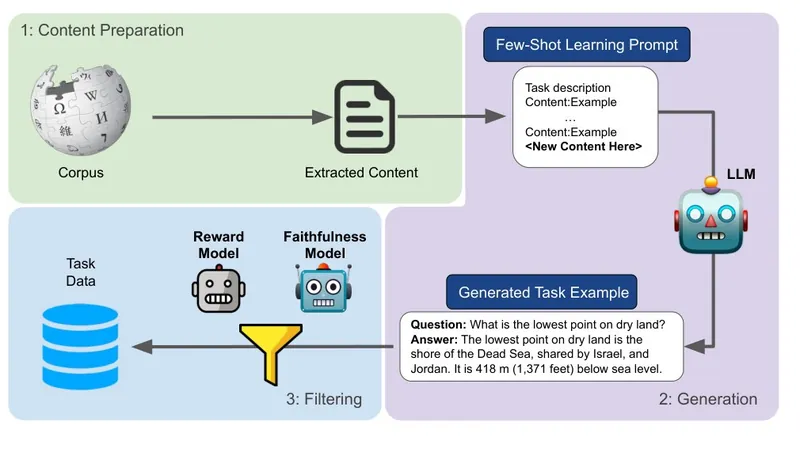 1: Content Preparation
Corpus
Extracted Content
Few-Shot Learning Prompt
Task description
Content:Example
...
Content:Example
<New Content Here>
LLM
Generated Task Example
Question: What is the lowest point on dry land?
Answer: The lowest point on dry land is the
shore of the Dead Sea, shared by Israel, and
Jordan. It is 418 m (1,371 feet) below sea level.
2: Generation
Reward
Model
Faithfulness
Model
Task
Data
3: Filtering